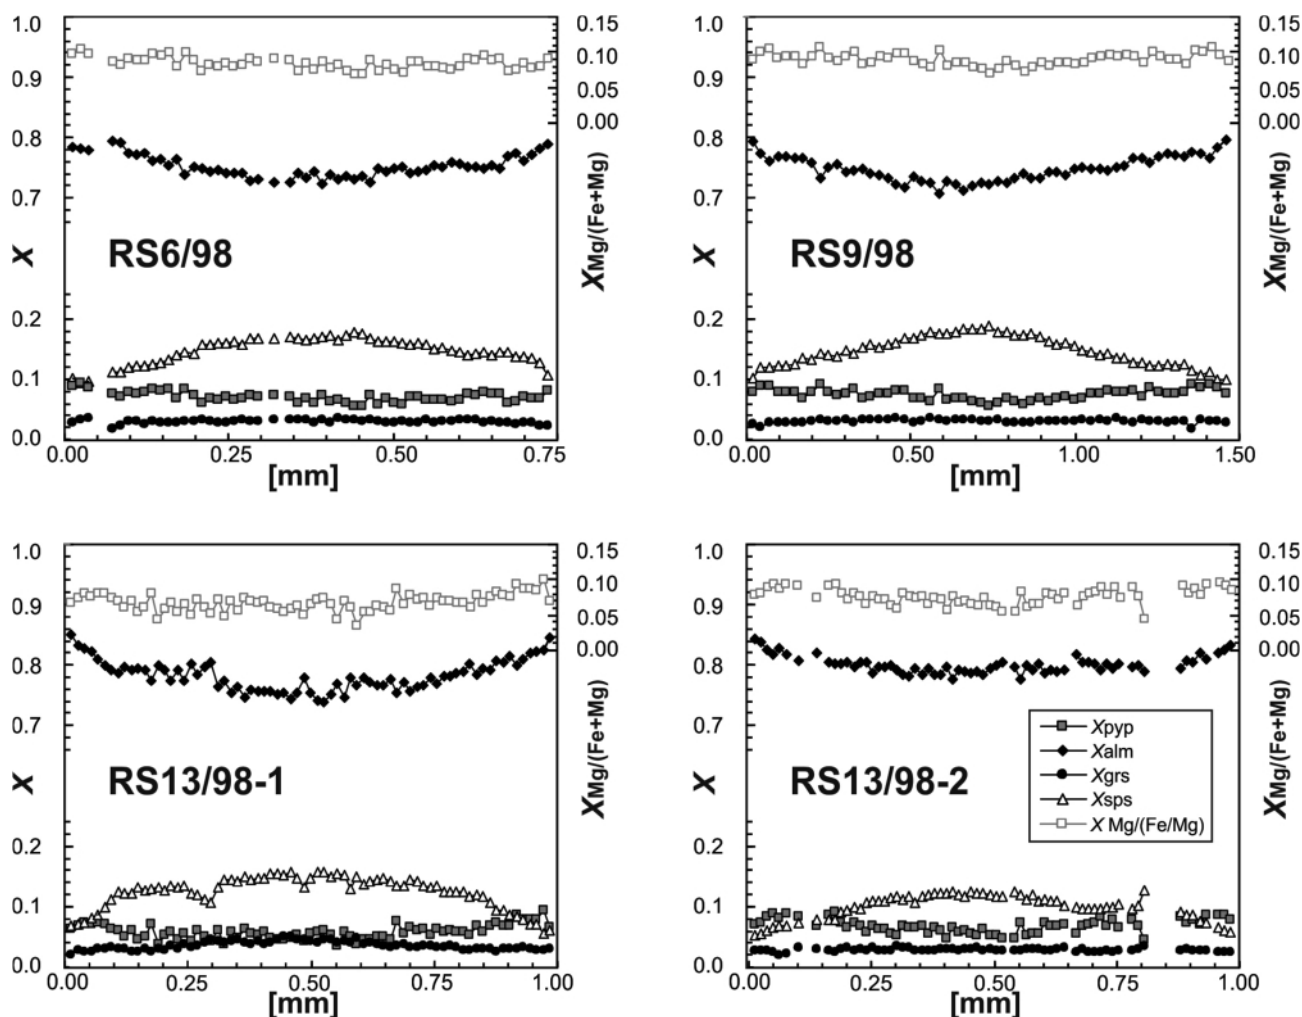 1.0
0.9
0.8
0.7
0.2
0.1
0.0
X
RS6/98
0.15
0.10
0.05
0.00
XMg/(Fe+Mg)
0.00
0.25
0.50
0.75
[mm]
1.0
0.9
0.8
0.7
0.2
0.1
0.0
X
RS9/98
0.15
0.10
0.05
0.00
XMg/(Fe+Mg)
0.00
0.50
1.00
1.50
[mm]
1.0
0.9
0.8
0.7
0.2
0.1
0.0
X
RS13/98-1
0.15
0.10
0.05
0.00
XMg/(Fe+Mg)
0.00
0.25
0.50
0.75
1.00
[mm]
1.0
0.9
0.8
0.7
0.2
0.1
0.0
X
RS13/98-2
Xpyp
Xalm
Xgrs
Xsps
X Mg/(Fe/Mg)
0.15
0.10
0.05
0.00
XMg/(Fe+Mg)
0.00
0.25
0.50
0.75
1.00
[mm]